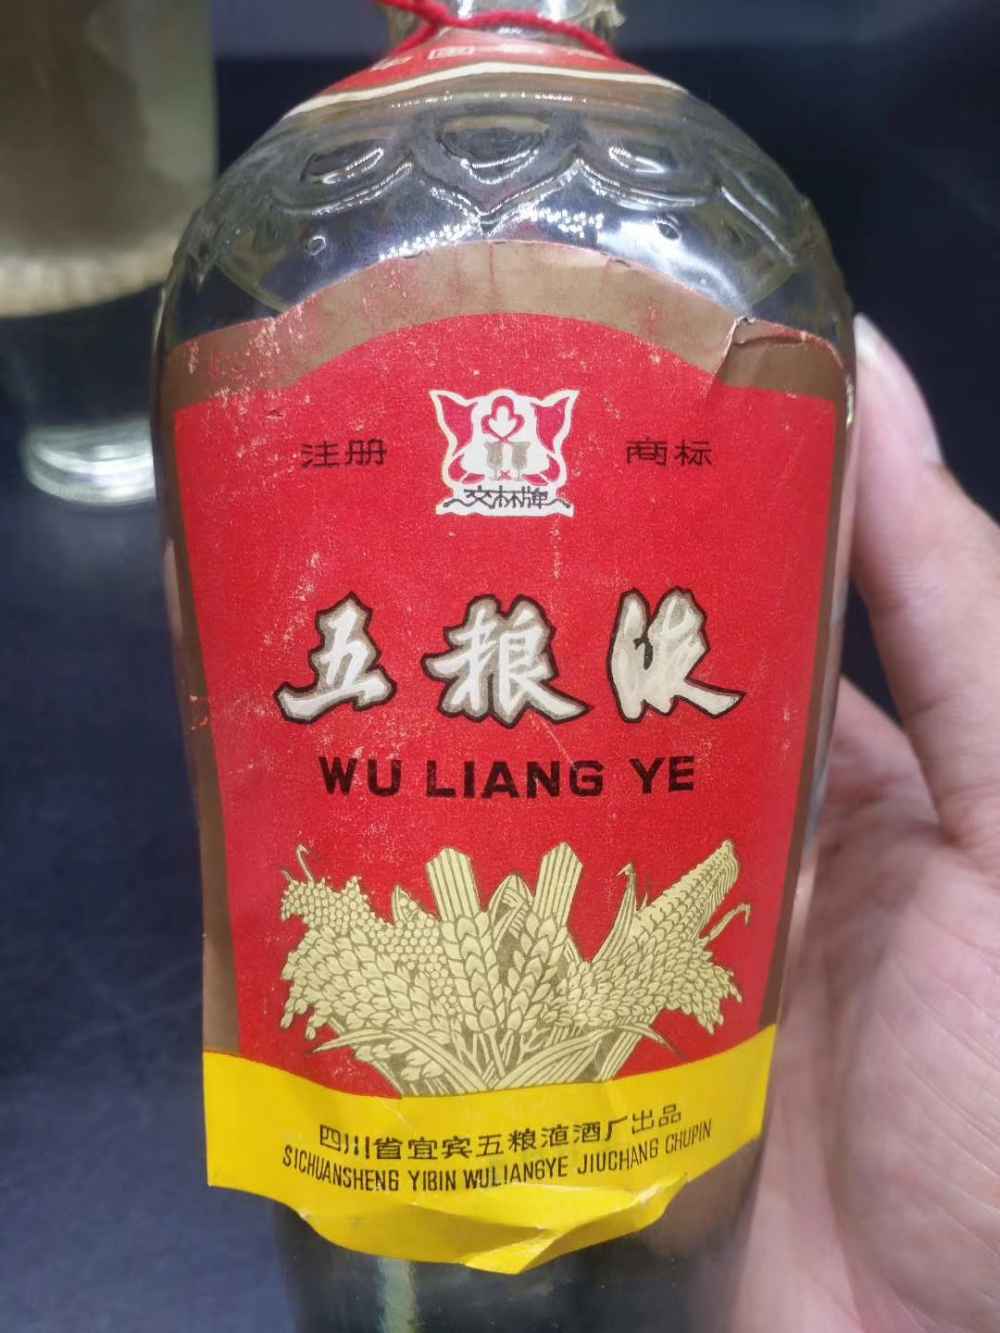 注册 商标
交杯牌
五粮液
WU LIANG YE
四川省宜宾五粮液酒厂出品
SICHUANSHENG YIBIN WULIANGYE JIUCHANG CHUPIN